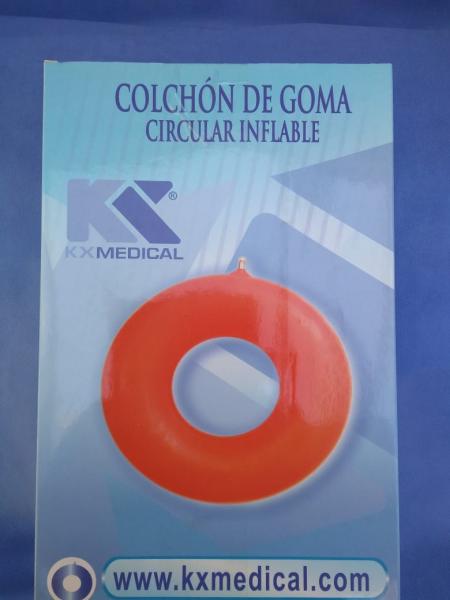 COLCHÓN DE GOMA
CIRCULAR INFLABLE
KX ®
KXMEDICAL
www.kxmedical.com